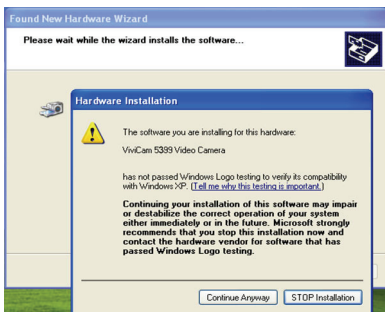 Found New Hardware Wizard
Please wait while the wizard installs the software...
Hardware Installation
The software you are installing for this hardware:
ViviCam 5399 Video Camera
has not passed Windows Logo testing to verify its compatibility
with Windows XP. (Tell me why this testing is important.)
Continuing your installation of this software may impair
or destabilize the correct operation of your system
either immediately or in the future. Microsoft strongly
recommends that you stop this installation now and
contact the hardware vendor for software that has
passed Windows Logo testing.
Continue Anyway
STOP Installation